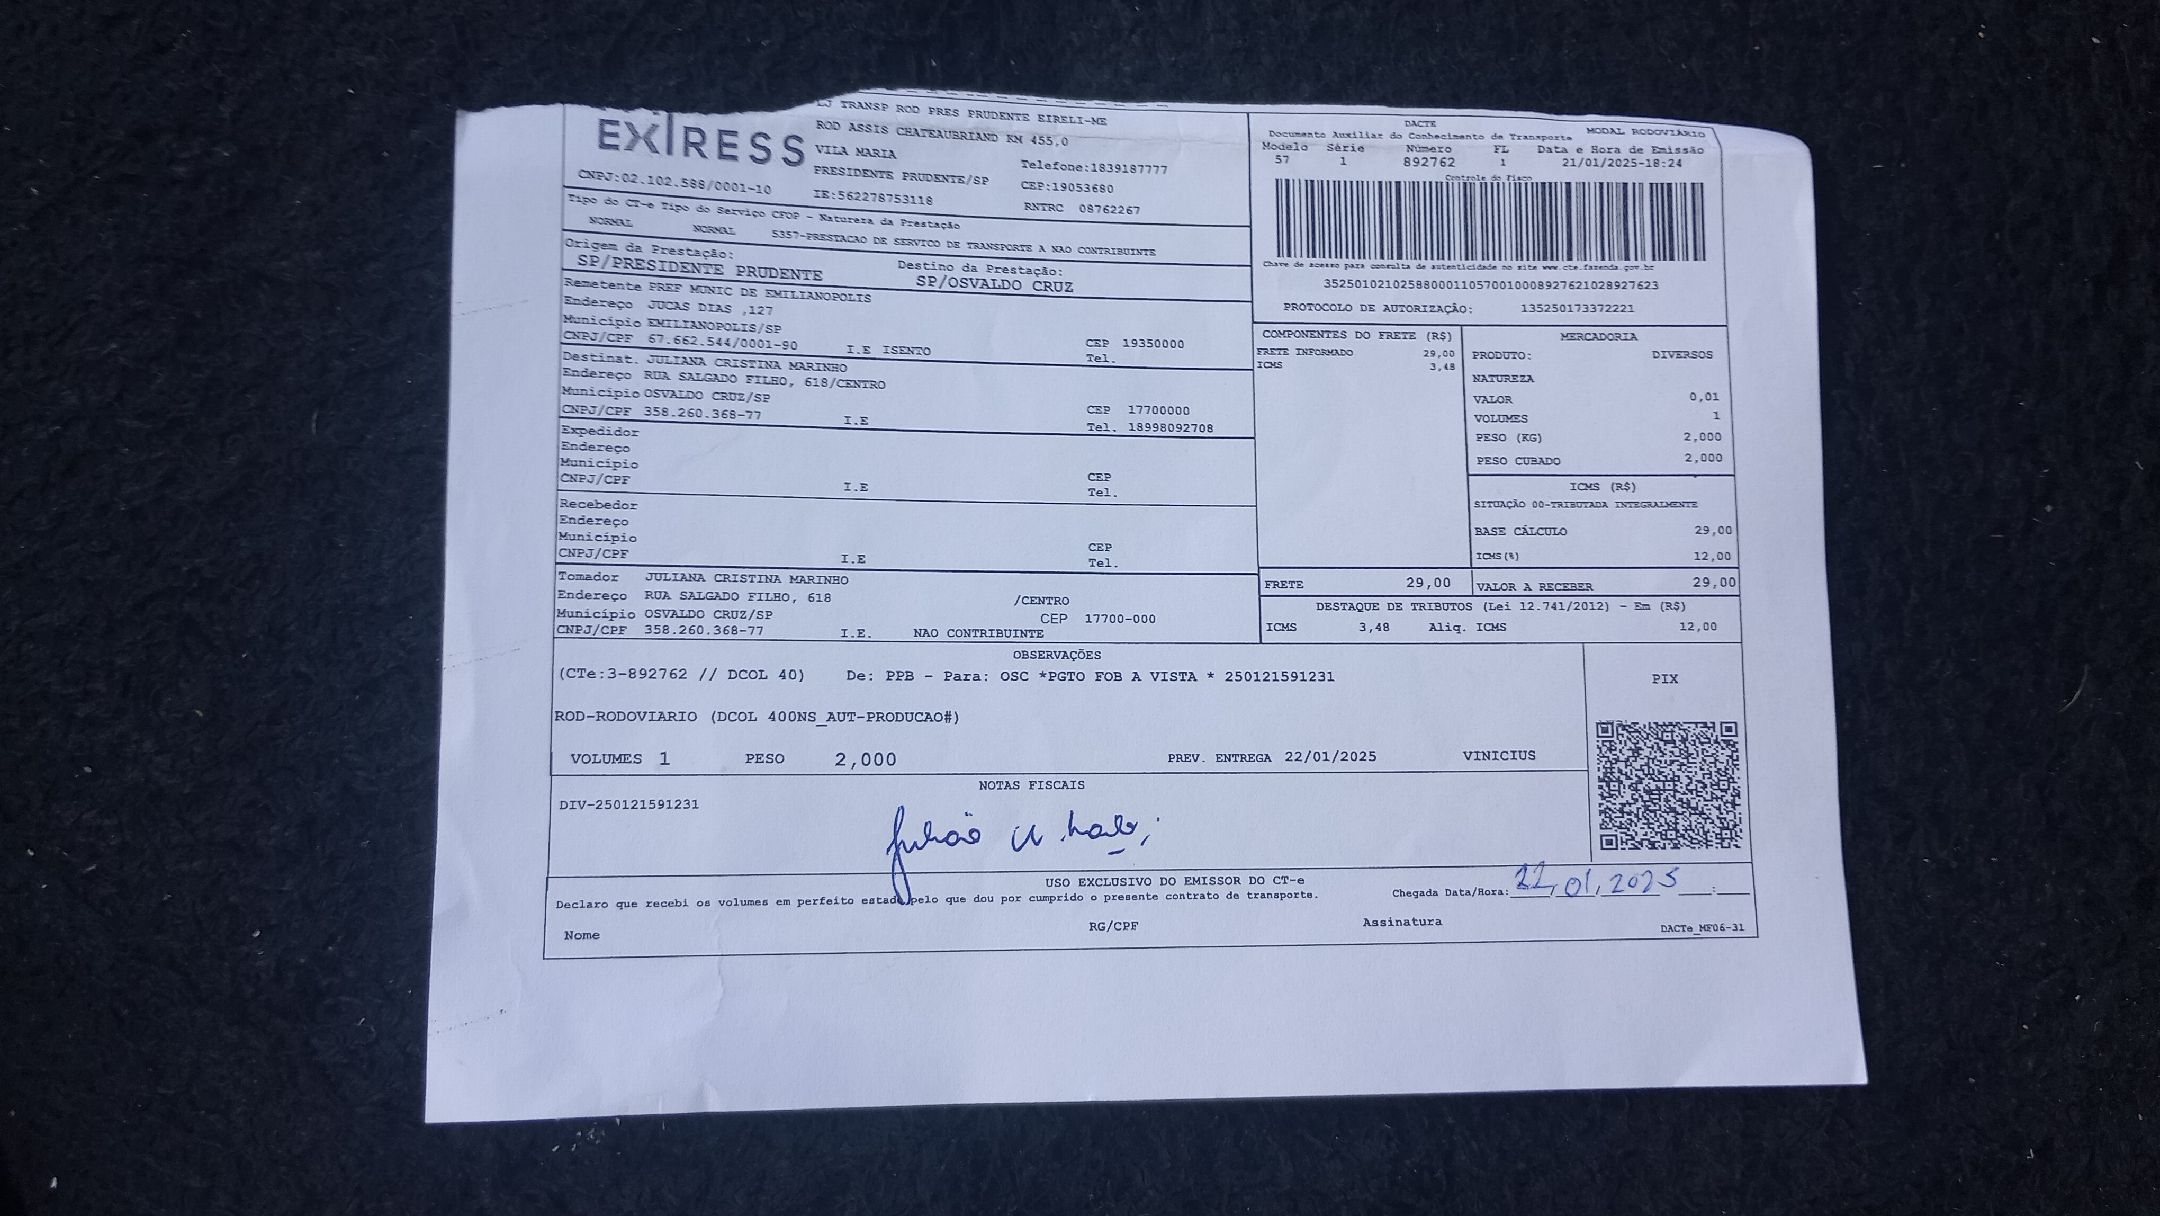 LJ TRANSP ROD PRES PRUDENTE EIRELI-ME
EXPRESS
ROD ASSIS CHATEAUBRIAND KM 455,0
VILA MARIA
Telefone:1839187777
PRESIDENTE PRUDENTE/SP
CEP:19053680
CNPJ:02.102.588/0001-10
IE:562278753118
RNTRC 08762267
Tipo do CT-e Tipo do Serviço CFOP - Natureza da Prestação
NORMAL NORMAL 5357-PRESTACAO DE SERVICO DE TRANSPORTE A NAO CONTRIBUINTE
Origem da Prestação:
SP/PRESIDENTE PRUDENTE
Destino da Prestação:
SP/OSVALDO CRUZ
Remetente PREF MUNIC DE EMILIANOPOLIS
Endereço JUCAS DIAS ,127
Município EMILIANOPOLIS/SP
CEP 19350000
CNPJ/CPF 67.662.544/0001-90 I.E ISENTO Tel.
Destinat. JULIANA CRISTINA MARINHO
Endereço RUA SALGADO FILHO, 618/CENTRO
Município OSVALDO CRUZ/SP CEP 17700000
CNPJ/CPF 358.260.368-77 I.E Tel. 18998092708
Expedidor
Endereço
Município CEP
CNPJ/CPF I.E Tel.
Recebedor
Endereço
Município CEP
CNPJ/CPF I.E Tel.
Tomador JULIANA CRISTINA MARINHO
Endereço RUA SALGADO FILHO, 618 /CENTRO
Município OSVALDO CRUZ/SP CEP 17700-000
CNPJ/CPF 358.260.368-77 I.E. NAO CONTRIBUINTE
DACTE
Documento Auxiliar do Conhecimento de Transporte MODAL RODOVIÁRIO
Modelo Série Número FL Data e Hora de Emissão
57 1 892762 1 21/01/2025-18:24
Controle do Fisco
Chave de acesso para consulta de autenticidade no site www.cte.fazenda.gov.br
35250102102588000110570010008927621028927623
PROTOCOLO DE AUTORIZAÇÃO: 135250173372221
COMPONENTES DO FRETE (R$)
FRETE INFORMADO 29,00
ICMS 3,48
MERCADORIA
PRODUTO: DIVERSOS
NATUREZA
VALOR 0,01
VOLUMES 1
PESO (KG) 2,000
PESO CUBADO 2,000
ICMS (R$)
SITUAÇÃO 00-TRIBUTADA INTEGRALMENTE
BASE CÁLCULO 29,00
ICMS(%) 12,00
FRETE 29,00 VALOR A RECEBER 29,00
DESTAQUE DE TRIBUTOS (Lei 12.741/2012) - Em (R$)
ICMS 3,48 Aliq. ICMS 12,00
OBSERVAÇÕES
(CTe:3-892762 // DCOL 40) De: PPB - Para: OSC *PGTO FOB A VISTA * 250121591231
PIX
ROD-RODOVIARIO (DCOL 400NS_AUT-PRODUCAO#)
VOLUMES 1 PESO 2,000 PREV. ENTREGA 22/01/2025 VINICIUS
NOTAS FISCAIS
DIV-250121591231
USO EXCLUSIVO DO EMISSOR DO CT-e
Declaro que recebi os volumes em perfeito estado pelo que dou por cumprido o presente contrato de transporte.
Chegada Data/Hora: 22/01/2025 :
Nome RG/CPF Assinatura
DACTe_MF06-31